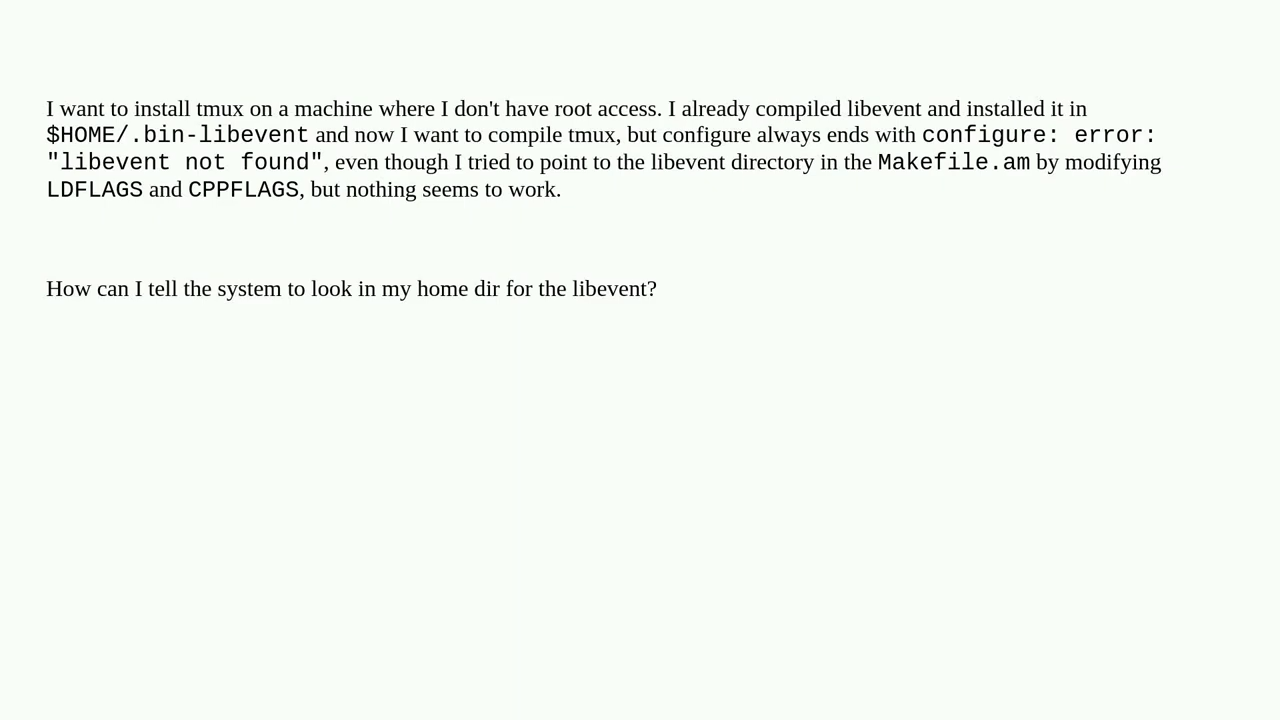 I want to install tmux on a machine where I don't have root access. I already compiled libevent and installed it in
$HOME/.bin-libevent and now I want to compile tmux, but configure always ends with configure: error:
"libevent not found", even though I tried to point to the libevent directory in the Makefile.am by modifying
LDFLAGS and CPPFLAGS, but nothing seems to work.
How can I tell the system to look in my home dir for the libevent?